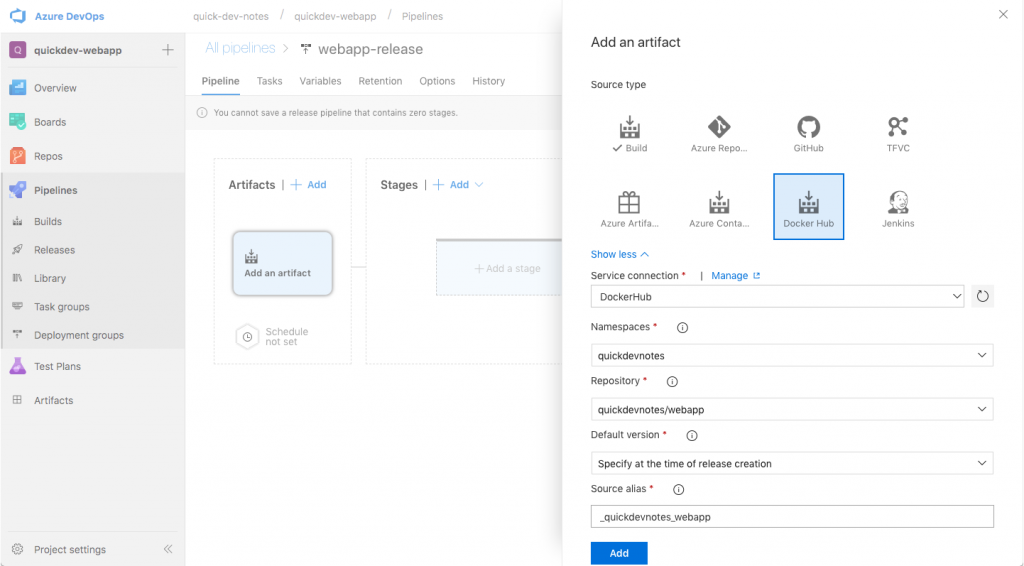 Azure DevOps
quick-dev-notes / quickdev-webapp / Pipelines
Q quickdev-webapp
Overview
Boards
Repos
Pipelines
Builds
Releases
Library
Task groups
Deployment groups
Test Plans
Artifacts
Project settings
All pipelines > webapp-release
Pipeline Tasks Variables Retention Options History
You cannot save a release pipeline that contains zero stages.
Artifacts | + Add
Stages | + Add
Add an artifact
+ Add a stage
Schedule
not set
Add an artifact
Source type
Build
Azure Repo...
GitHub
TFVC
Azure Artifa...
Azure Conta...
Docker Hub
Jenkins
Show less
Service connection * | Manage
DockerHub
Namespaces *
quickdevnotes
Repository *
quickdevnotes/webapp
Default version *
Specify at the time of release creation
Source alias *
_quickdevnotes_webapp
Add